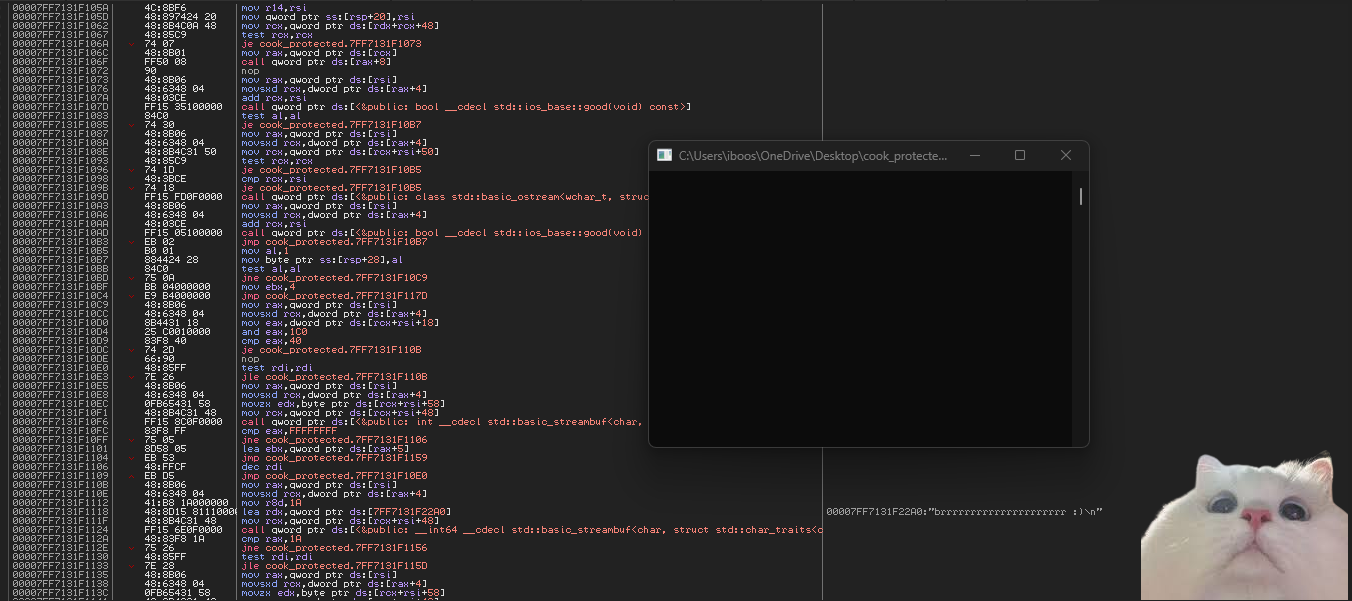 00007FF7131F105A 4C:8BF6 mov r14,rsi
00007FF7131F105D 48:897424 20 mov qword ptr ss:[rsp+20],rsi
00007FF7131F1062 48:8B4C0A 48 mov rcx,qword ptr ds:[rdx+rcx+48]
00007FF7131F1067 48:85C9 test rcx,rcx
00007FF7131F106A 74 07 je cook_protected.7FF7131F1073
00007FF7131F106C 48:8B01 mov rax,qword ptr ds:[rcx]
00007FF7131F106F FF50 08 call qword ptr ds:[rax+8]
00007FF7131F1072 90 nop
00007FF7131F1073 48:8B06 mov rax,qword ptr ds:[rsi]
00007FF7131F1076 48:6348 04 movsxd rcx,dword ptr ds:[rax+4]
00007FF7131F107A 48:03CE add rcx,rsi
00007FF7131F107D FF15 35100000 call qword ptr ds:[<&public: bool __cdecl std::ios_base::good(void) const>]
00007FF7131F1083 84C0 test al,al
00007FF7131F1085 74 30 je cook_protected.7FF7131F10B7
00007FF7131F1087 48:8B06 mov rax,qword ptr ds:[rsi]
00007FF7131F108A 48:6348 04 movsxd rcx,dword ptr ds:[rax+4]
00007FF7131F108E 48:8B4C31 50 mov rcx,qword ptr ds:[rcx+rsi+50]
00007FF7131F1093 48:85C9 test rcx,rcx
00007FF7131F1096 74 1D je cook_protected.7FF7131F10B5
00007FF7131F1098 48:3BCE cmp rcx,rsi
00007FF7131F109B 74 18 je cook_protected.7FF7131F10B5
00007FF7131F109D FF15 FD0F0000 call qword ptr ds:[<&public: class std::basic_ostream<wchar_t, struc
00007FF7131F10A3 48:8B06 mov rax,qword ptr ds:[rsi]
00007FF7131F10A6 48:6348 04 movsxd rcx,dword ptr ds:[rax+4]
00007FF7131F10AA 48:03CE add rcx,rsi
00007FF7131F10AD FF15 05100000 call qword ptr ds:[<&public: bool __cdecl std::ios_base::good(void)
00007FF7131F10B3 EB 02 jmp cook_protected.7FF7131F10B7
00007FF7131F10B5 B0 01 mov al,1
00007FF7131F10B7 884424 28 mov byte ptr ss:[rsp+28],al
00007FF7131F10BB 84C0 test al,al
00007FF7131F10BD 75 0A jne cook_protected.7FF7131F10C9
00007FF7131F10BF BB 04000000 mov ebx,4
00007FF7131F10C4 E9 B4000000 jmp cook_protected.7FF7131F117D
00007FF7131F10C9 48:8B06 mov rax,qword ptr ds:[rsi]
00007FF7131F10CC 48:6348 04 movsxd rcx,dword ptr ds:[rax+4]
00007FF7131F10D0 8B4431 18 mov eax,dword ptr ds:[rcx+rsi+18]
00007FF7131F10D4 25 C0010000 and eax,1C0
00007FF7131F10D9 83F8 40 cmp eax,40
00007FF7131F10DC 74 2D je cook_protected.7FF7131F110B
00007FF7131F10DE 66:90 nop
00007FF7131F10E0 48:85FF test rdi,rdi
00007FF7131F10E3 7E 26 jle cook_protected.7FF7131F110B
00007FF7131F10E5 48:8B06 mov rax,qword ptr ds:[rsi]
00007FF7131F10E8 48:6348 04 movsxd rcx,dword ptr ds:[rax+4]
00007FF7131F10EC 0FB65431 58 movzx edx,byte ptr ds:[rcx+rsi+58]
00007FF7131F10F1 48:8B4C31 48 mov rcx,qword ptr ds:[rcx+rsi+48]
00007FF7131F10F6 FF15 8C0F0000 call qword ptr ds:[<&public: int __cdecl std::basic_streambuf<char,
00007FF7131F10FC 83F8 FF cmp eax,FFFFFFFF
00007FF7131F10FF 75 05 jne cook_protected.7FF7131F1106
00007FF7131F1101 8D58 05 lea ebx,qword ptr ds:[rax+5]
00007FF7131F1104 EB 53 jmp cook_protected.7FF7131F1159
00007FF7131F1106 48:FFCF dec rdi
00007FF7131F1109 EB D5 jmp cook_protected.7FF7131F10E0
00007FF7131F110B 48:8B06 mov rax,qword ptr ds:[rsi]
00007FF7131F110E 48:6348 04 movsxd rcx,dword ptr ds:[rax+4]
00007FF7131F1112 41:B8 1A000000 mov r8d,1A
00007FF7131F1118 48:8D15 81110000 lea rdx,qword ptr ds:[7FF7131F22A0] 00007FF7131F22A0:"brrrrrrrrrrrrrrrrrrrrrrr :)\n"
00007FF7131F111F 48:8B4C31 48 mov rcx,qword ptr ds:[rcx+rsi+48]
00007FF7131F1124 FF15 6E0F0000 call qword ptr ds:[<&public: __int64 __cdecl std::basic_streambuf<char, struct std::char_traits<c
00007FF7131F112A 48:83F8 1A cmp rax,1A
00007FF7131F112E 75 26 jne cook_protected.7FF7131F1156
00007FF7131F1130 48:85FF test rdi,rdi
00007FF7131F1133 7E 28 jle cook_protected.7FF7131F115D
00007FF7131F1135 48:8B06 mov rax,qword ptr ds:[rsi]
00007FF7131F1138 48:6348 04 movsxd rcx,dword ptr ds:[rax+4]
00007FF7131F113C 0FB65431 58 movzx edx,byte ptr ds:[rcx+rsi+58]
C:\Users\iboos\OneDrive\Desktop\cook_protecte...